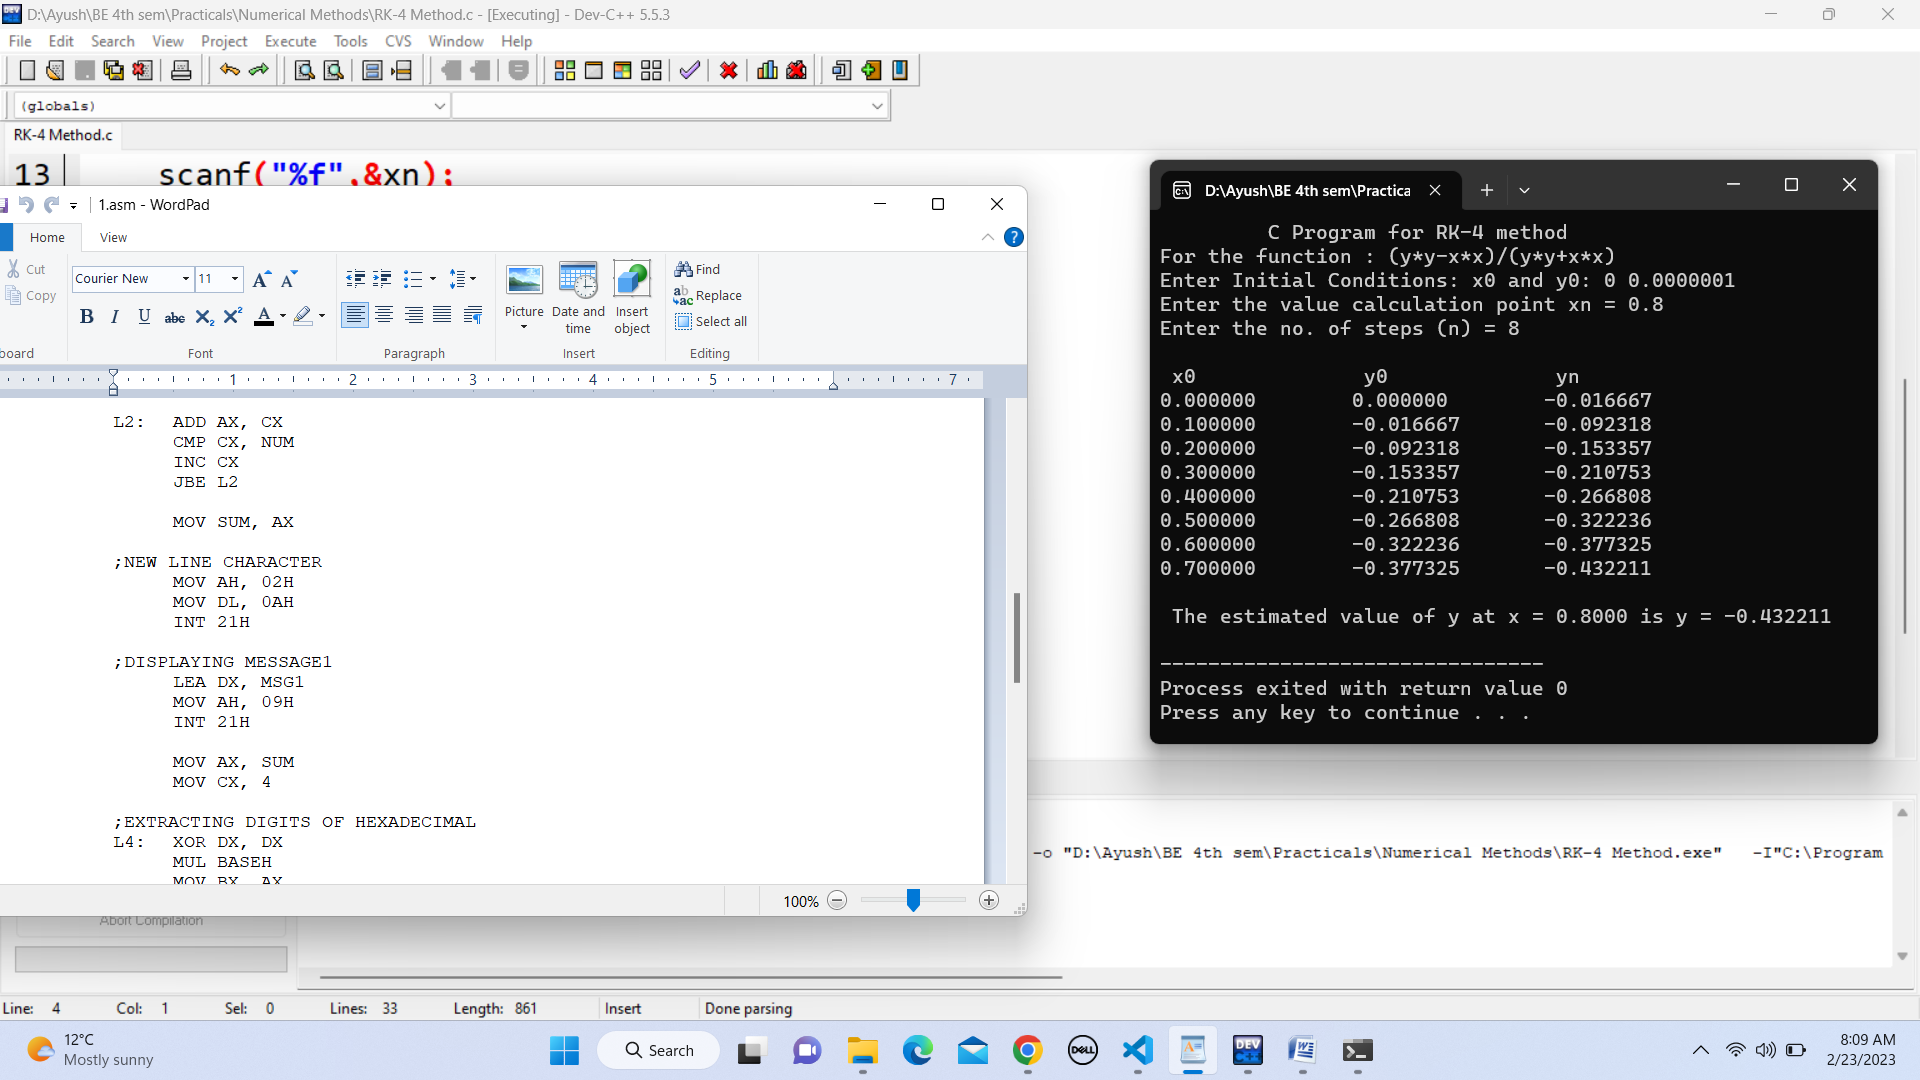 D:\Ayush\BE 4th sem\Practicals\Numerical Methods\RK-4 Method.c - [Executing] - Dev-C++ 5.5.3
File Edit Search View Project Execute Tools CVS Window Help
(globals)
RK-4 Method.c
13 scanf("%f",&xn);
1.asm - WordPad
Home View
Cut
Copy
Courier New 11
Picture
Date and time
Insert object
Find
Replace
Select all
board Font Paragraph Insert Editing
1 2 3 4 5 7
L2: ADD AX, CX
CMP CX, NUM
INC CX
JBE L2
MOV SUM, AX
;NEW LINE CHARACTER
MOV AH, 02H
MOV DL, 0AH
INT 21H
;DISPLAYING MESSAGE1
LEA DX, MSG1
MOV AH, 09H
INT 21H
MOV AX, SUM
MOV CX, 4
;EXTRACTING DIGITS OF HEXADECIMAL
L4: XOR DX, DX
MUL BASEH
MOV BX, AX
100%
D:\Ayush\BE 4th sem\Practica
C Program for RK-4 method
For the function : (y*y-x*x)/(y*y+x*x)
Enter Initial Conditions: x0 and y0: 0 0.0000001
Enter the value calculation point xn = 0.8
Enter the no. of steps (n) = 8
x0 y0 yn
0.000000 0.000000 -0.016667
0.100000 -0.016667 -0.092318
0.200000 -0.092318 -0.153357
0.300000 -0.153357 -0.210753
0.400000 -0.210753 -0.266808
0.500000 -0.266808 -0.322236
0.600000 -0.322236 -0.377325
0.700000 -0.377325 -0.432211
The estimated value of y at x = 0.8000 is y = -0.432211
--------------------------------
Process exited with return value 0
Press any key to continue . . .
-o "D:\Ayush\BE 4th sem\Practicals\Numerical Methods\RK-4 Method.exe" -I"C:\Program
Abort Compilation
Line: 4 Col: 1 Sel: 0 Lines: 33 Length: 861 Insert Done parsing
12°C
Mostly sunny
Search
DELL
DEV C++
8:09 AM
2/23/2023